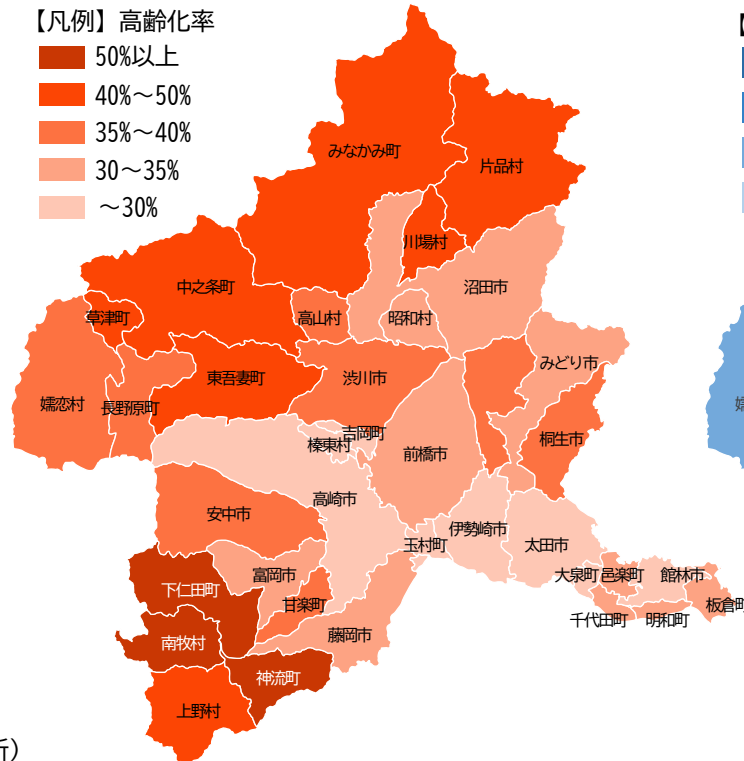 【凡例】高齢化率
50%以上
40%～50%
35%～40%
30～35%
～30%
【
みなかみ町
片品村
川場村
沼田市
中之条町
草津町
高山村
昭和村
みどり市
嬬恋村
長野原町
東吾妻町
渋川市
吉岡町
榛東村
前橋市
桐生市
高崎市
安中市
伊勢崎市
玉村町
太田市
下仁田町
富岡市
甘楽町
大泉町
邑楽町
館林市
板倉町
千代田町
明和町
藤岡市
南牧村
神流町
上野村
所）